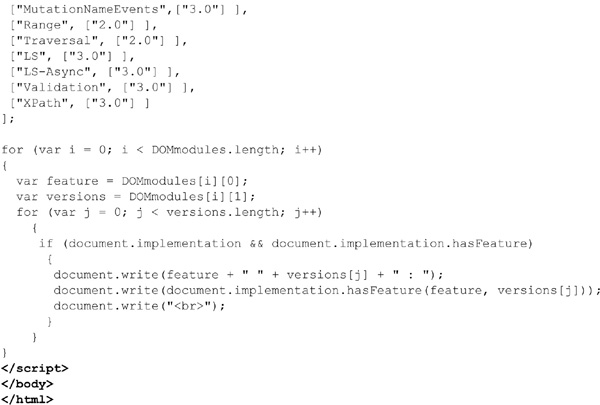 ["MutationNameEvents",["3.0"] ],
["Range", ["2.0"] ],
["Traversal", ["2.0"] ],
["LS", ["3.0"] ],
["LS-Async", ["3.0"] ],
["Validation", ["3.0"] ],
["XPath", ["3.0"] ]
];
for (var i = 0; i < DOMmodules.length; i++)
{
var feature = DOMmodules[i][0];
var versions = DOMmodules[i][1];
for (var j = 0; j < versions.length; j++)
{
if (document.implementation && document.implementation.hasFeature)
{
document.write(feature + " " + versions[j] + " : ");
document.write(document.implementation.hasFeature(feature, versions[j]));
document.write("<br>");
}
}
}
</script>
</body>
</html>